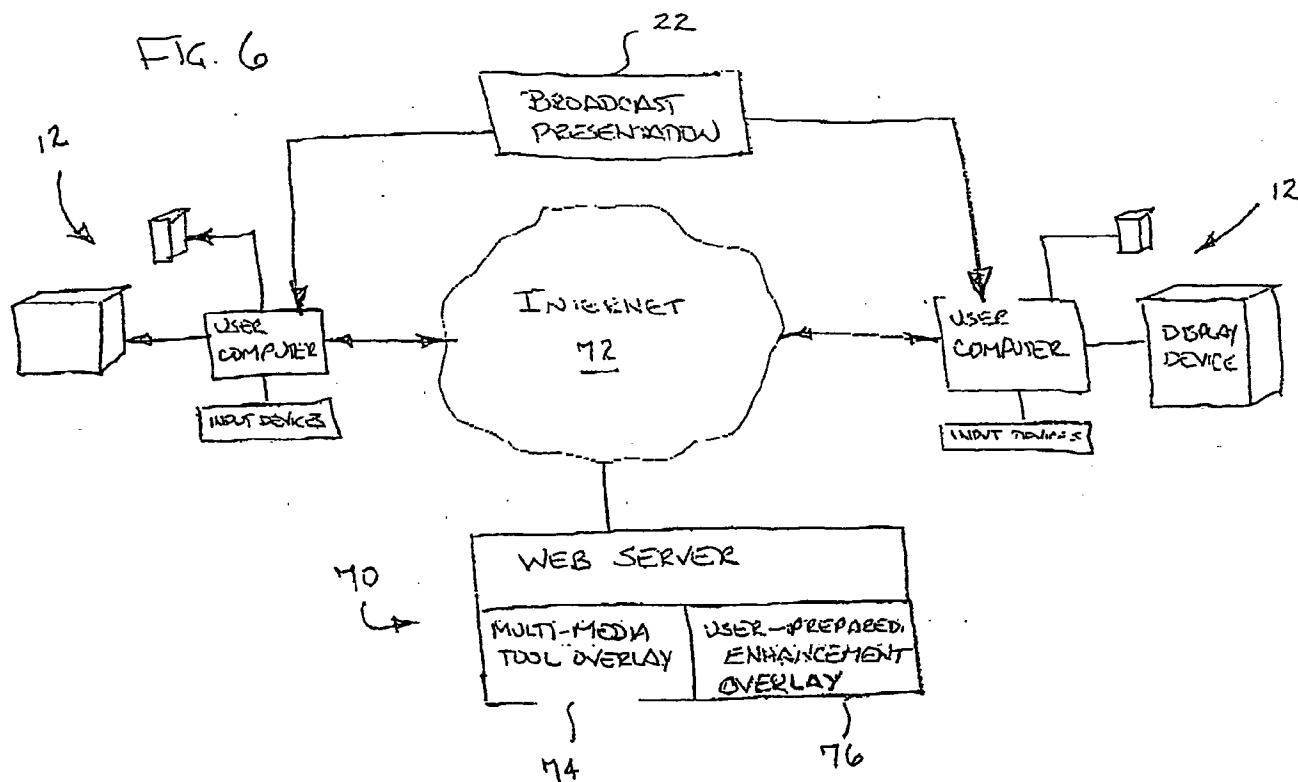 FIG. 6
22
BROADCAST
PRESENTATION
12
12
INTERNET
72
USER
COMPUTER
INPUT DEVICES
USER
COMPUTER
DISPLAY
DEVICE
INPUT DEVICES
WEB SERVER
70
MULTI-MEDIA
TOOL OVERLAY
USER-PREPARED
ENHANCEMENT
OVERLAY
74
76